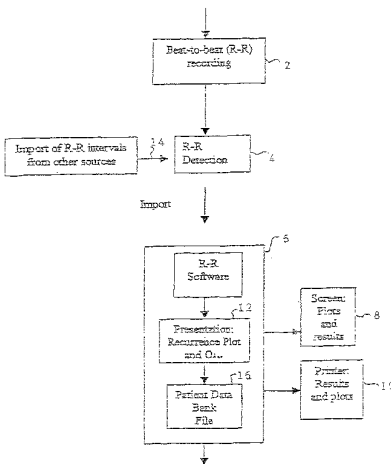 Beat-to-beat (R-R)
recording
2
Import of R-R intervals
from other sources
14
R-R
Detection
4
Import
6
R-R
Software
12
Presentation:
Recurrence Plot
and
Screen:
Plots
and
results
8
16
Patient Data
Bank
File
Printer:
Results
and plots